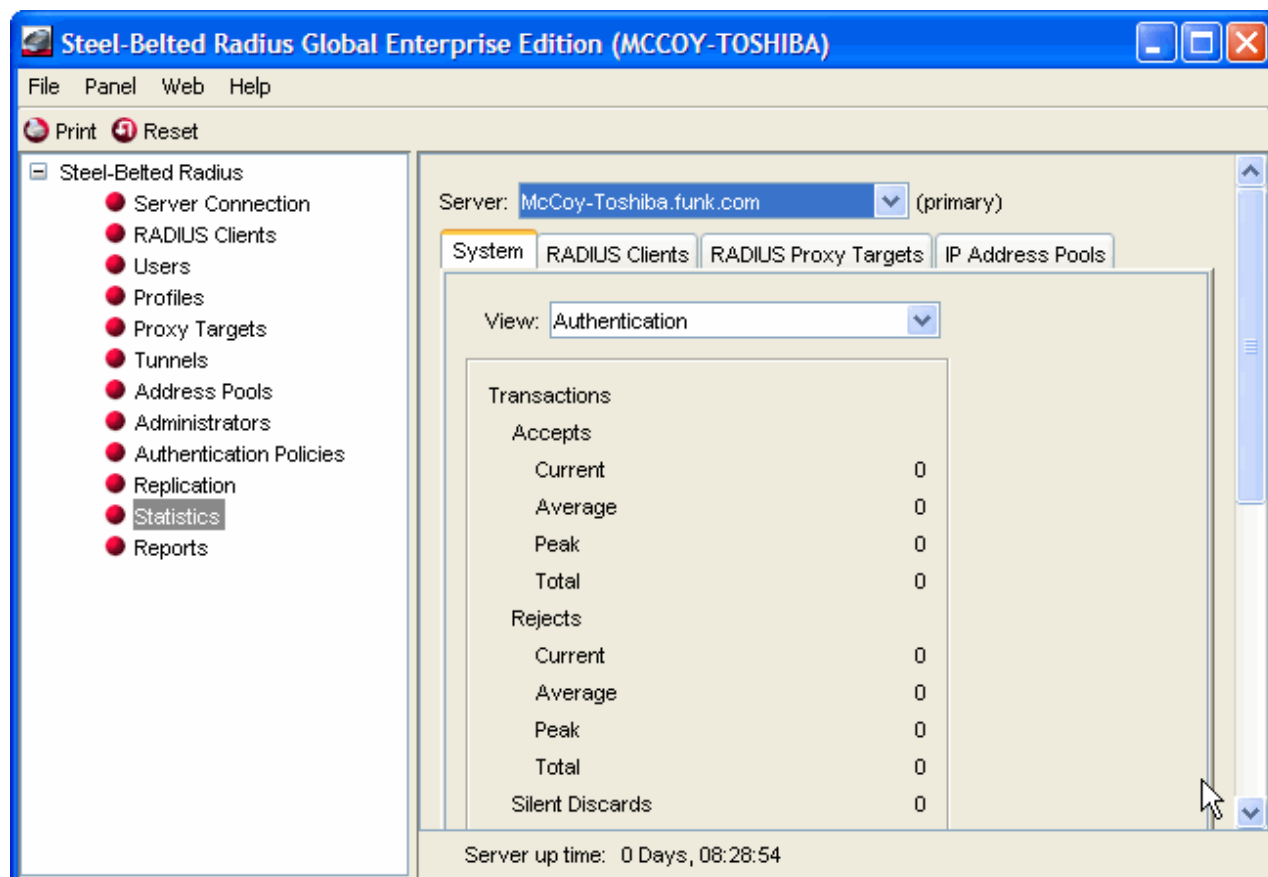 Steel-Belted Radius Global Enterprise Edition (MCCOY-TOSHIBA)
File Panel Web Help
Print Reset
Steel-Belted Radius
Server Connection
RADIUS Clients
Users
Profiles
Proxy Targets
Tunnels
Address Pools
Administrators
Authentication Policies
Replication
Statistics
Reports
Server: McCoy-Toshiba.funk.com (primary)
System RADIUS Clients RADIUS Proxy Targets IP Address Pools
View: Authentication
Transactions
Accepts
Current 0
Average 0
Peak 0
Total 0
Rejects
Current 0
Average 0
Peak 0
Total 0
Silent Discards 0
Server up time: 0 Days, 08:28:54